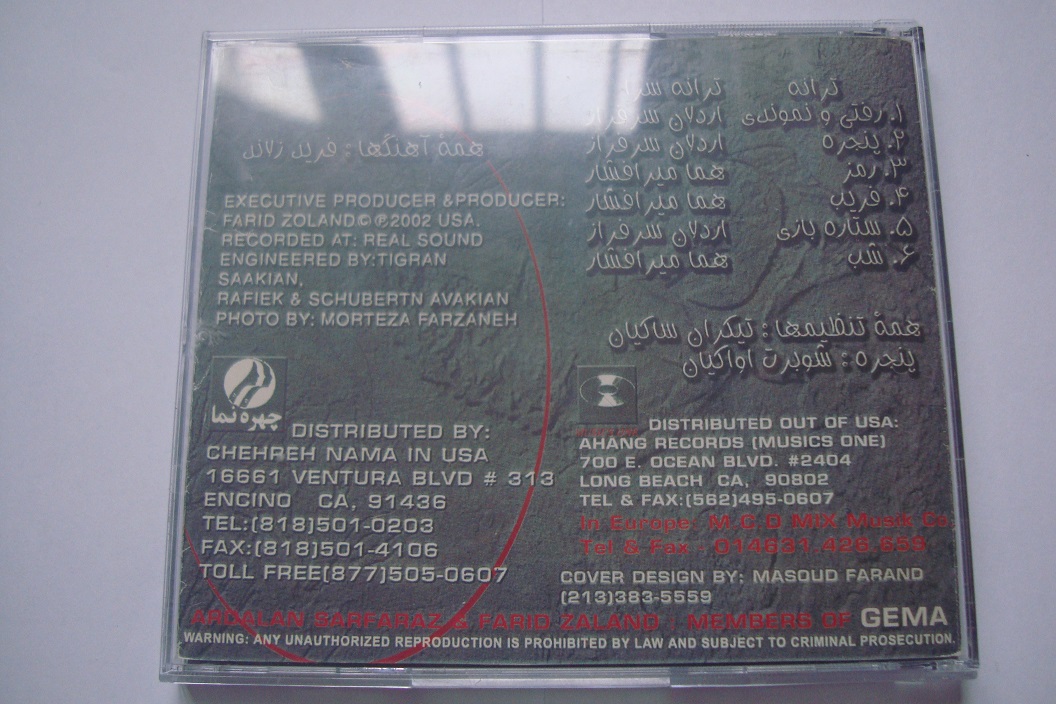 ترانه ترانه سرا
۱. رفتی و نموندی اردلان سرفراز
۲. پنجره اردلان سرفراز
۳. رمز هما میرافشار
۴. فریب هما میرافشار
۵. ستاره بازی اردلان سرفراز
۶. شب هما میرافشار
همهٔ تنظیمها : تیگران ساکیان
پنجره : شوبرت اواکیان
همهٔ آهنگها : فرید زلاند
EXECUTIVE PRODUCER &PRODUCER:
FARID ZOLAND©℗2002 USA.
RECORDED AT: REAL SOUND
ENGINEERED BY:TIGRAN
SAAKIAN,
RAFIEK & SCHUBERTN AVAKIAN
PHOTO BY: MORTEZA FARZANEH
چهره نما
DISTRIBUTED BY:
CHEHREH NAMA IN USA
16661 VENTURA BLVD # 313
ENCINO CA, 91436
TEL:(818)501-0203
FAX:(818)501-4106
TOLL FREE(877)505-0607
DISTRIBUTED OUT OF USA:
AHANG RECORDS (MUSICS ONE)
700 E. OCEAN BLVD. #2404
LONG BEACH CA, 90802
TEL & FAX:(562)495-0607
In Europe: M.C.D MIX Musik Co.
Tel & Fax : 014631.426.559
COVER DESIGN BY: MASOUD FARAND
(213)383-5559
ARDALAN SARFARAZ & FARID ZALAND / MEMBERS OF GEMA
WARNING: ANY UNAUTHORIZED REPRODUCTION IS PROHIBITED BY LAW AND SUBJECT TO CRIMINAL PROSECUTION.